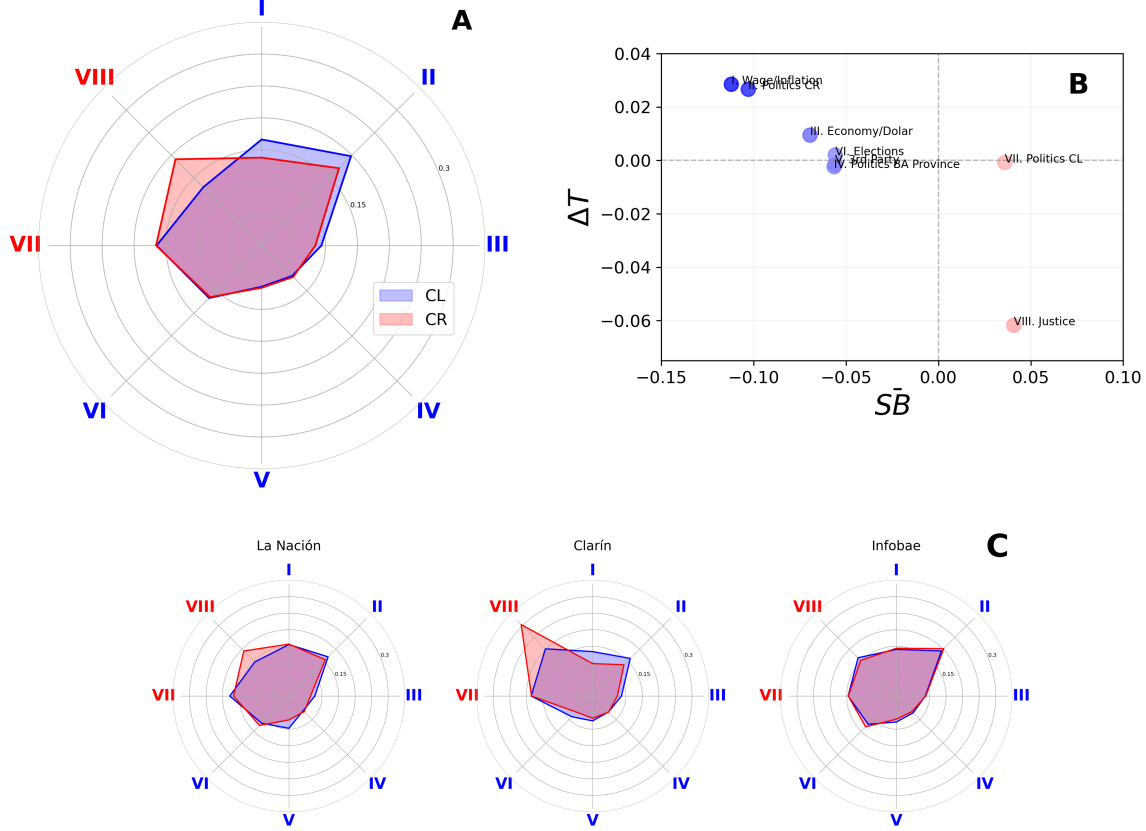 A
I
II
III
IV
V
VI
VII
VIII
0.3
0.15
CL
CR
B
0.04
0.02
0.00
−0.02
−0.04
−0.06
ΔT
I. Wage/Inflation
II. Politics CR
III. Economy/Dolar
VI. Elections
V. 3rd Party
IV. Politics BA Province
VII. Politics CL
VIII. Justice
−0.15
−0.10
−0.05
0.00
0.05
0.10
SB̄
C
La Nación
I
II
III
IV
V
VI
VII
VIII
0.3
0.15
Clarín
I
II
III
IV
V
VI
VII
VIII
0.3
0.15
Infobae
I
II
III
IV
V
VI
VII
VIII
0.3
0.15